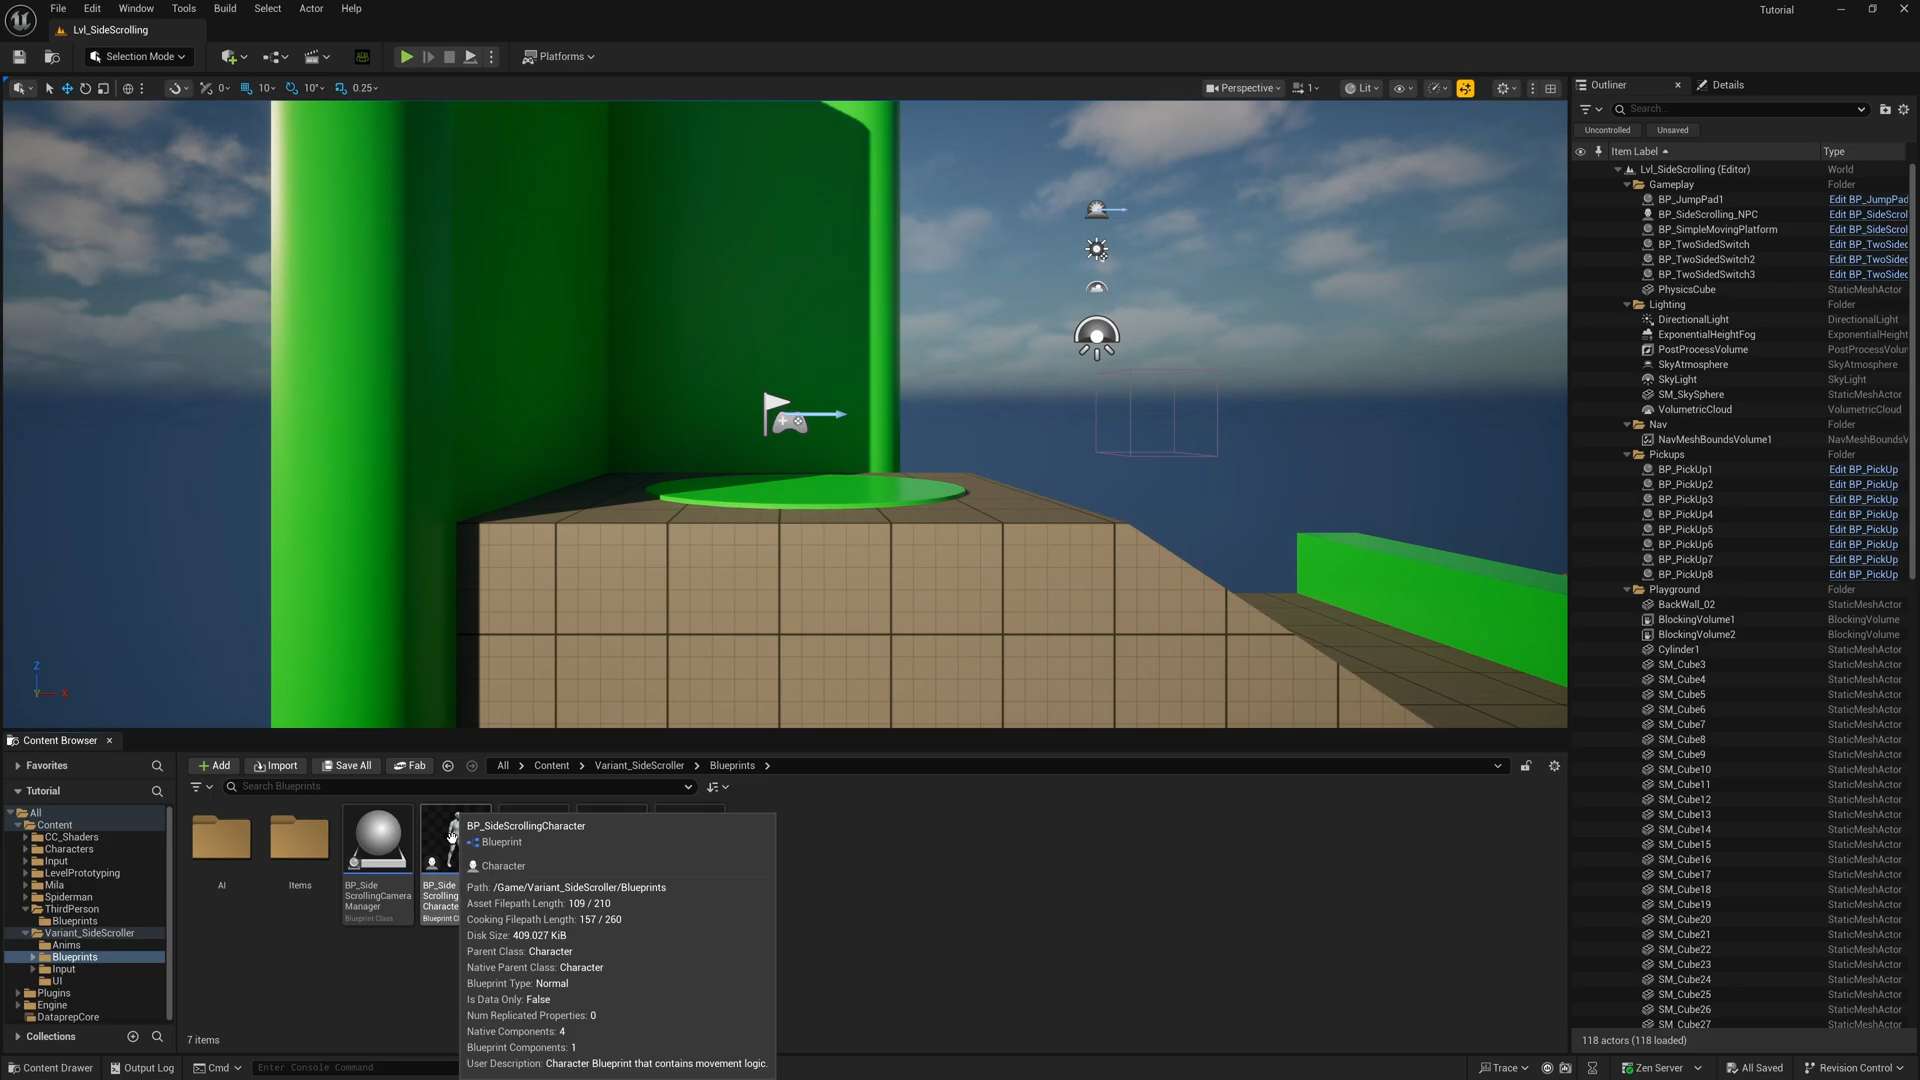 File Edit Window Tools Build Select Actor Help
Tutorial
Lvl_SideScrolling
Selection Mode
Platforms
0
10
10°
0.25
Perspective
1
Lit
Outliner
Details
Search...
Uncontrolled
Unsaved
Item Label
Type
Lvl_SideScrolling (Editor) World
Gameplay Folder
BP_JumpPad1 Edit BP_JumpPad
BP_SideScrolling_NPC Edit BP_SideScrol
BP_SimpleMovingPlatform Edit BP_SideScrol
BP_TwoSidedSwitch Edit BP_TwoSided
BP_TwoSidedSwitch2 Edit BP_TwoSided
BP_TwoSidedSwitch3 Edit BP_TwoSided
PhysicsCube StaticMeshActor
Lighting Folder
DirectionalLight DirectionalLight
ExponentialHeightFog ExponentialHeight
PostProcessVolume PostProcessVolum
SkyAtmosphere SkyAtmosphere
SkyLight SkyLight
SM_SkySphere StaticMeshActor
VolumetricCloud VolumetricCloud
Nav Folder
NavMeshBoundsVolume1 NavMeshBoundsV
Pickups Folder
BP_PickUp1 Edit BP_PickUp
BP_PickUp2 Edit BP_PickUp
BP_PickUp3 Edit BP_PickUp
BP_PickUp4 Edit BP_PickUp
BP_PickUp5 Edit BP_PickUp
BP_PickUp6 Edit BP_PickUp
BP_PickUp7 Edit BP_PickUp
BP_PickUp8 Edit BP_PickUp
Playground Folder
BackWall_02 StaticMeshActor
BlockingVolume1 BlockingVolume
BlockingVolume2 BlockingVolume
Cylinder1 StaticMeshActor
SM_Cube3 StaticMeshActor
SM_Cube4 StaticMeshActor
SM_Cube5 StaticMeshActor
SM_Cube6 StaticMeshActor
SM_Cube7 StaticMeshActor
SM_Cube8 StaticMeshActor
SM_Cube9 StaticMeshActor
SM_Cube10 StaticMeshActor
SM_Cube11 StaticMeshActor
SM_Cube12 StaticMeshActor
SM_Cube13 StaticMeshActor
SM_Cube14 StaticMeshActor
SM_Cube15 StaticMeshActor
SM_Cube16 StaticMeshActor
SM_Cube17 StaticMeshActor
SM_Cube18 StaticMeshActor
SM_Cube19 StaticMeshActor
SM_Cube20 StaticMeshActor
SM_Cube21 StaticMeshActor
SM_Cube22 StaticMeshActor
SM_Cube23 StaticMeshActor
SM_Cube24 StaticMeshActor
SM_Cube25 StaticMeshActor
SM_Cube26 StaticMeshActor
SM_Cube27 StaticMeshActor
118 actors (118 loaded)
Z
Y X
Content Browser
Favorites
Tutorial
All
Content
CC_Shaders
Characters
Input
LevelPrototyping
Mila
Spiderman
ThirdPerson
Blueprints
Variant_SideScroller
Anims
Blueprints
Input
UI
Plugins
Engine
DataprepCore
Collections
Add
Import
Save All
Fab
All > Content > Variant_SideScroller > Blueprints >
Search Blueprints
AI
Items
BP_Side
ScrollingCamera
Manager
Blueprint Class
BP_Side
Scrolling
Characte
Blueprint Cl
BP_SideScrollingCharacter
Blueprint
Character
Path: /Game/Variant_SideScroller/Blueprints
Asset Filepath Length: 109 / 210
Cooking Filepath Length: 157 / 260
Disk Size: 409.027 KiB
Parent Class: Character
Native Parent Class: Character
Blueprint Type: Normal
Is Data Only: False
Num Replicated Properties: 0
Native Components: 4
Blueprint Components: 1
User Description: Character Blueprint that contains movement logic.
7 items
Content Drawer
Output Log
Cmd
Enter Console Command
Trace
Zen Server
All Saved
Revision Control